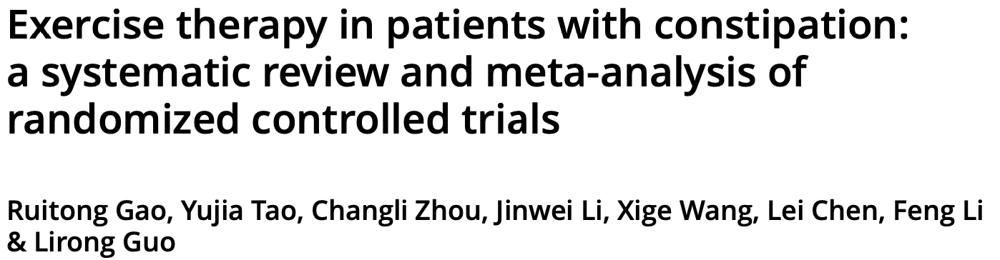 Exercise therapy in patients with constipation:
a systematic review and meta-analysis of
randomized controlled trials
Ruitong Gao, Yujia Tao, Changli Zhou, Jinwei Li, Xige Wang, Lei Chen, Feng Li
& Lirong Guo